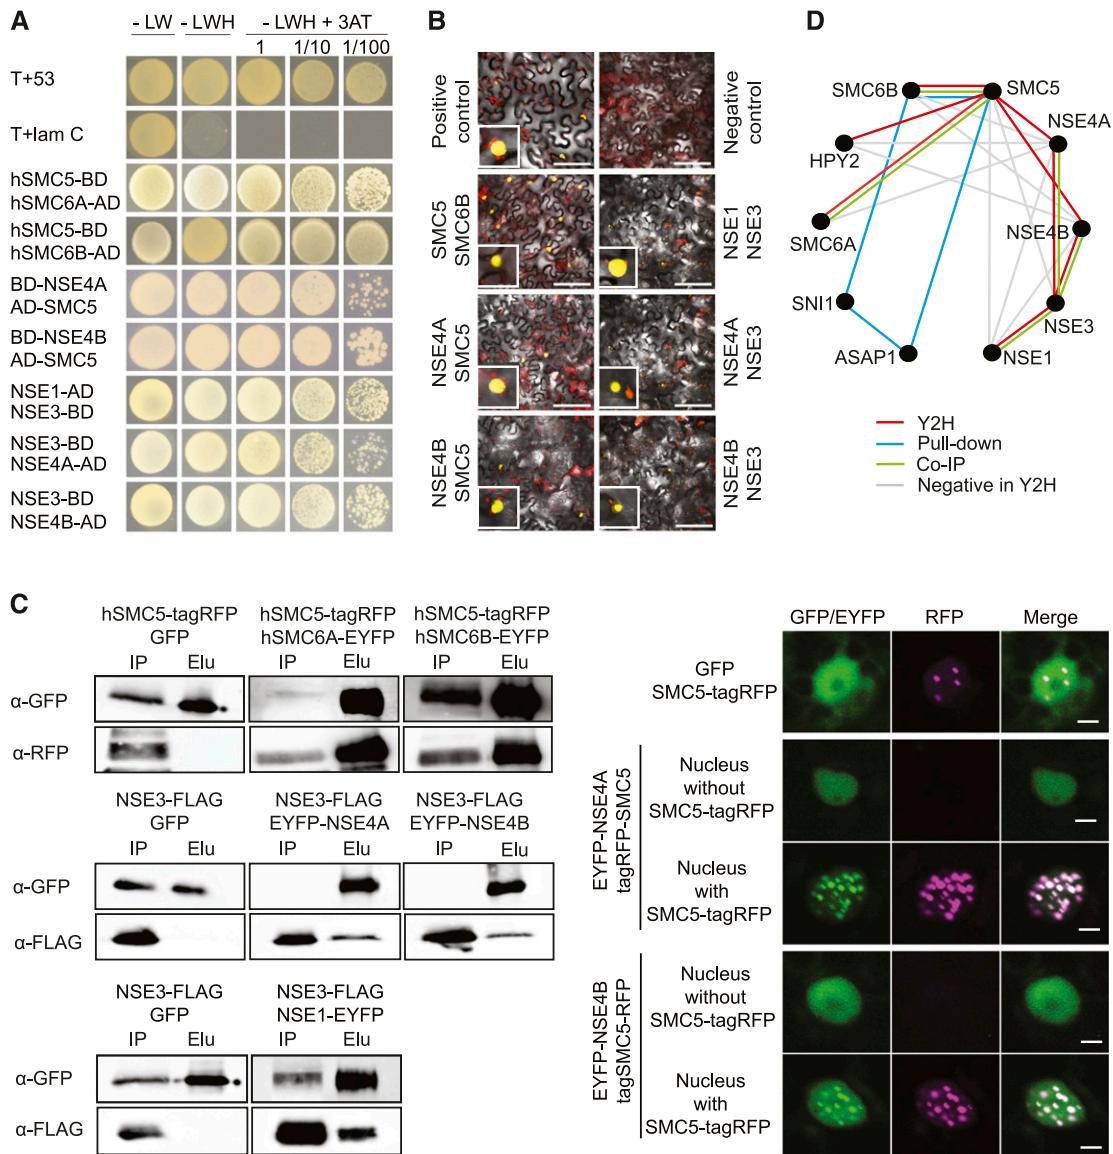 A
- LW
- LWH
- LWH + 3AT
1
1/10
1/100
T+53
T+lam C
hSMC5-BD
hSMC6A-AD
hSMC5-BD
hSMC6B-AD
BD-NSE4A
AD-SMC5
BD-NSE4B
AD-SMC5
NSE1-AD
NSE3-BD
NSE3-BD
NSE4A-AD
NSE3-BD
NSE4B-AD
B
Positive
control
Negative
control
SMC5
SMC6B
NSE1
NSE3
NSE4A
SMC5
NSE4A
NSE3
NSE4B
SMC5
NSE4B
NSE3
D
SMC6B
SMC5
NSE4A
HPY2
NSE4B
SMC6A
SNI1
NSE3
ASAP1
NSE1
Y2H
Pull-down
Co-IP
Negative in Y2H
C
hSMC5-tagRFP
GFP
hSMC5-tagRFP
hSMC6A-EYFP
hSMC5-tagRFP
hSMC6B-EYFP
IP
Elu
IP
Elu
IP
Elu
α-GFP
α-RFP
NSE3-FLAG
GFP
NSE3-FLAG
EYFP-NSE4A
NSE3-FLAG
EYFP-NSE4B
IP
Elu
IP
Elu
IP
Elu
α-GFP
α-FLAG
NSE3-FLAG
GFP
NSE3-FLAG
NSE1-EYFP
IP
Elu
IP
Elu
α-GFP
α-FLAG
GFP/EYFP
RFP
Merge
GFP
SMC5-tagRFP
EYFP-NSE4A
tagRFP-SMC5
Nucleus
without
SMC5-tagRFP
Nucleus
with
SMC5-tagRFP
EYFP-NSE4B
tagSMC5-RFP
Nucleus
without
SMC5-tagRFP
Nucleus
with
SMC5-tagRFP